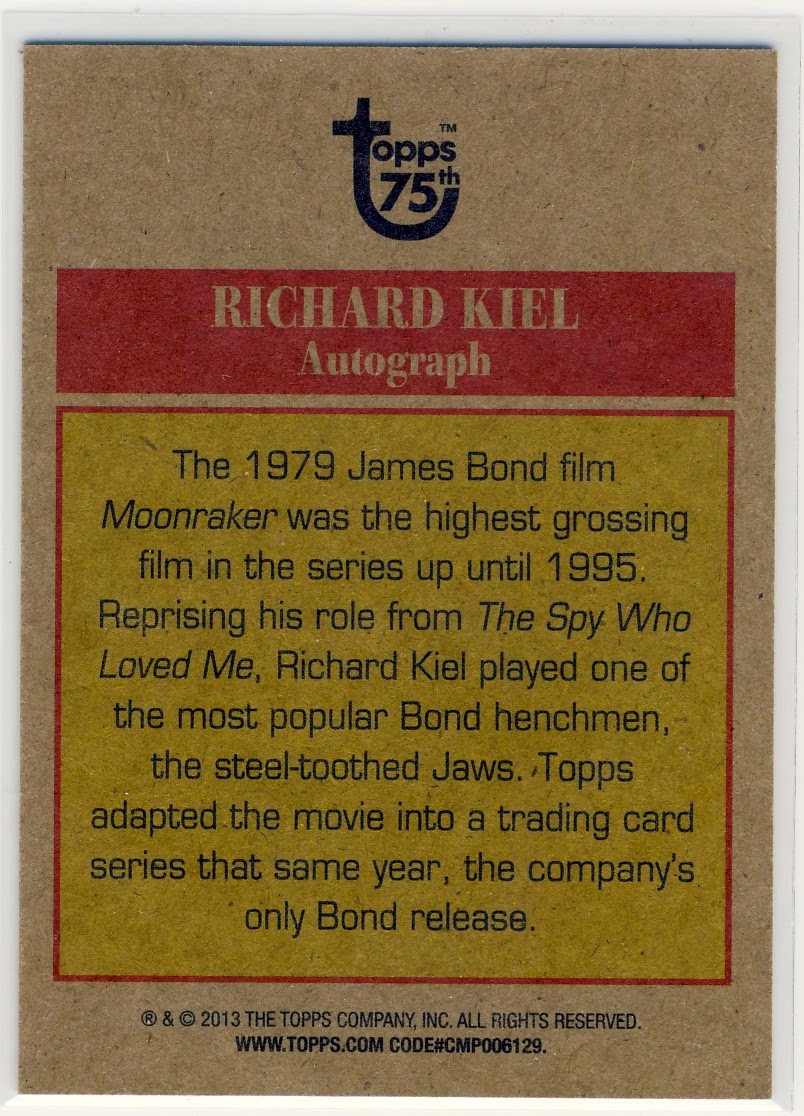 topps™
75th
RICHARD KIEL
Autograph
The 1979 James Bond film
Moonraker was the highest grossing
film in the series up until 1995.
Reprising his role from The Spy Who
Loved Me, Richard Kiel played one of
the most popular Bond henchmen,
the steel-toothed Jaws. Topps
adapted the movie into a trading card
series that same year, the company's
only Bond release.
® & © 2013 THE TOPPS COMPANY, INC. ALL RIGHTS RESERVED.
WWW.TOPPS.COM CODE#CMP006129.